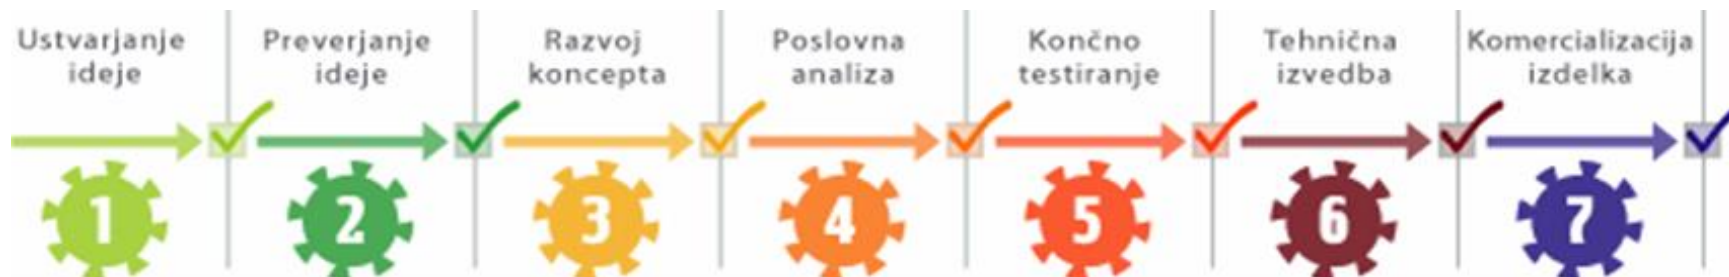 Ustvarjanje
ideje
Preverjanje
ideje
Razvoj
koncepta
Poslovna
analiza
Končno
testiranje
Tehnična
izvedba
Komercializacija
izdelka
1
2
3
4
5
6
7